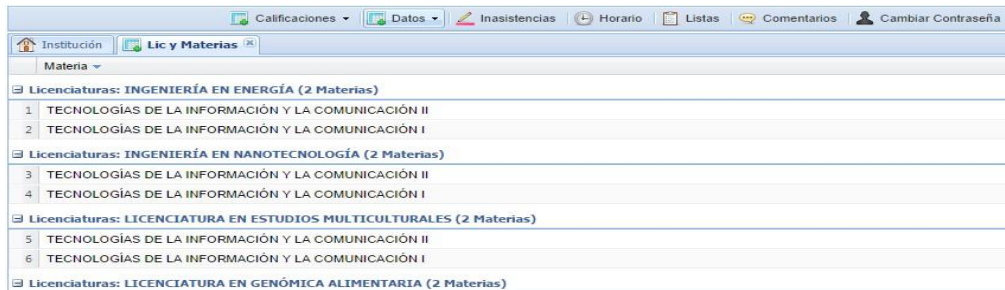 Calificaciones Datos Inasistencias Horario Listas Comentarios Cambiar Contraseña
Institución Lic y Materias
Materia
Licenciaturas: INGENIERÍA EN ENERGÍA (2 Materias)
1 TECNOLOGÍAS DE LA INFORMACIÓN Y LA COMUNICACIÓN II
2 TECNOLOGÍAS DE LA INFORMACIÓN Y LA COMUNICACIÓN I
Licenciaturas: INGENIERÍA EN NANOTECNOLOGÍA (2 Materias)
3 TECNOLOGÍAS DE LA INFORMACIÓN Y LA COMUNICACIÓN II
4 TECNOLOGÍAS DE LA INFORMACIÓN Y LA COMUNICACIÓN I
Licenciaturas: LICENCIATURA EN ESTUDIOS MULTICULTURALES (2 Materias)
5 TECNOLOGÍAS DE LA INFORMACIÓN Y LA COMUNICACIÓN II
6 TECNOLOGÍAS DE LA INFORMACIÓN Y LA COMUNICACIÓN I
Licenciaturas: LICENCIATURA EN GENÓMICA ALIMENTARIA (2 Materias)